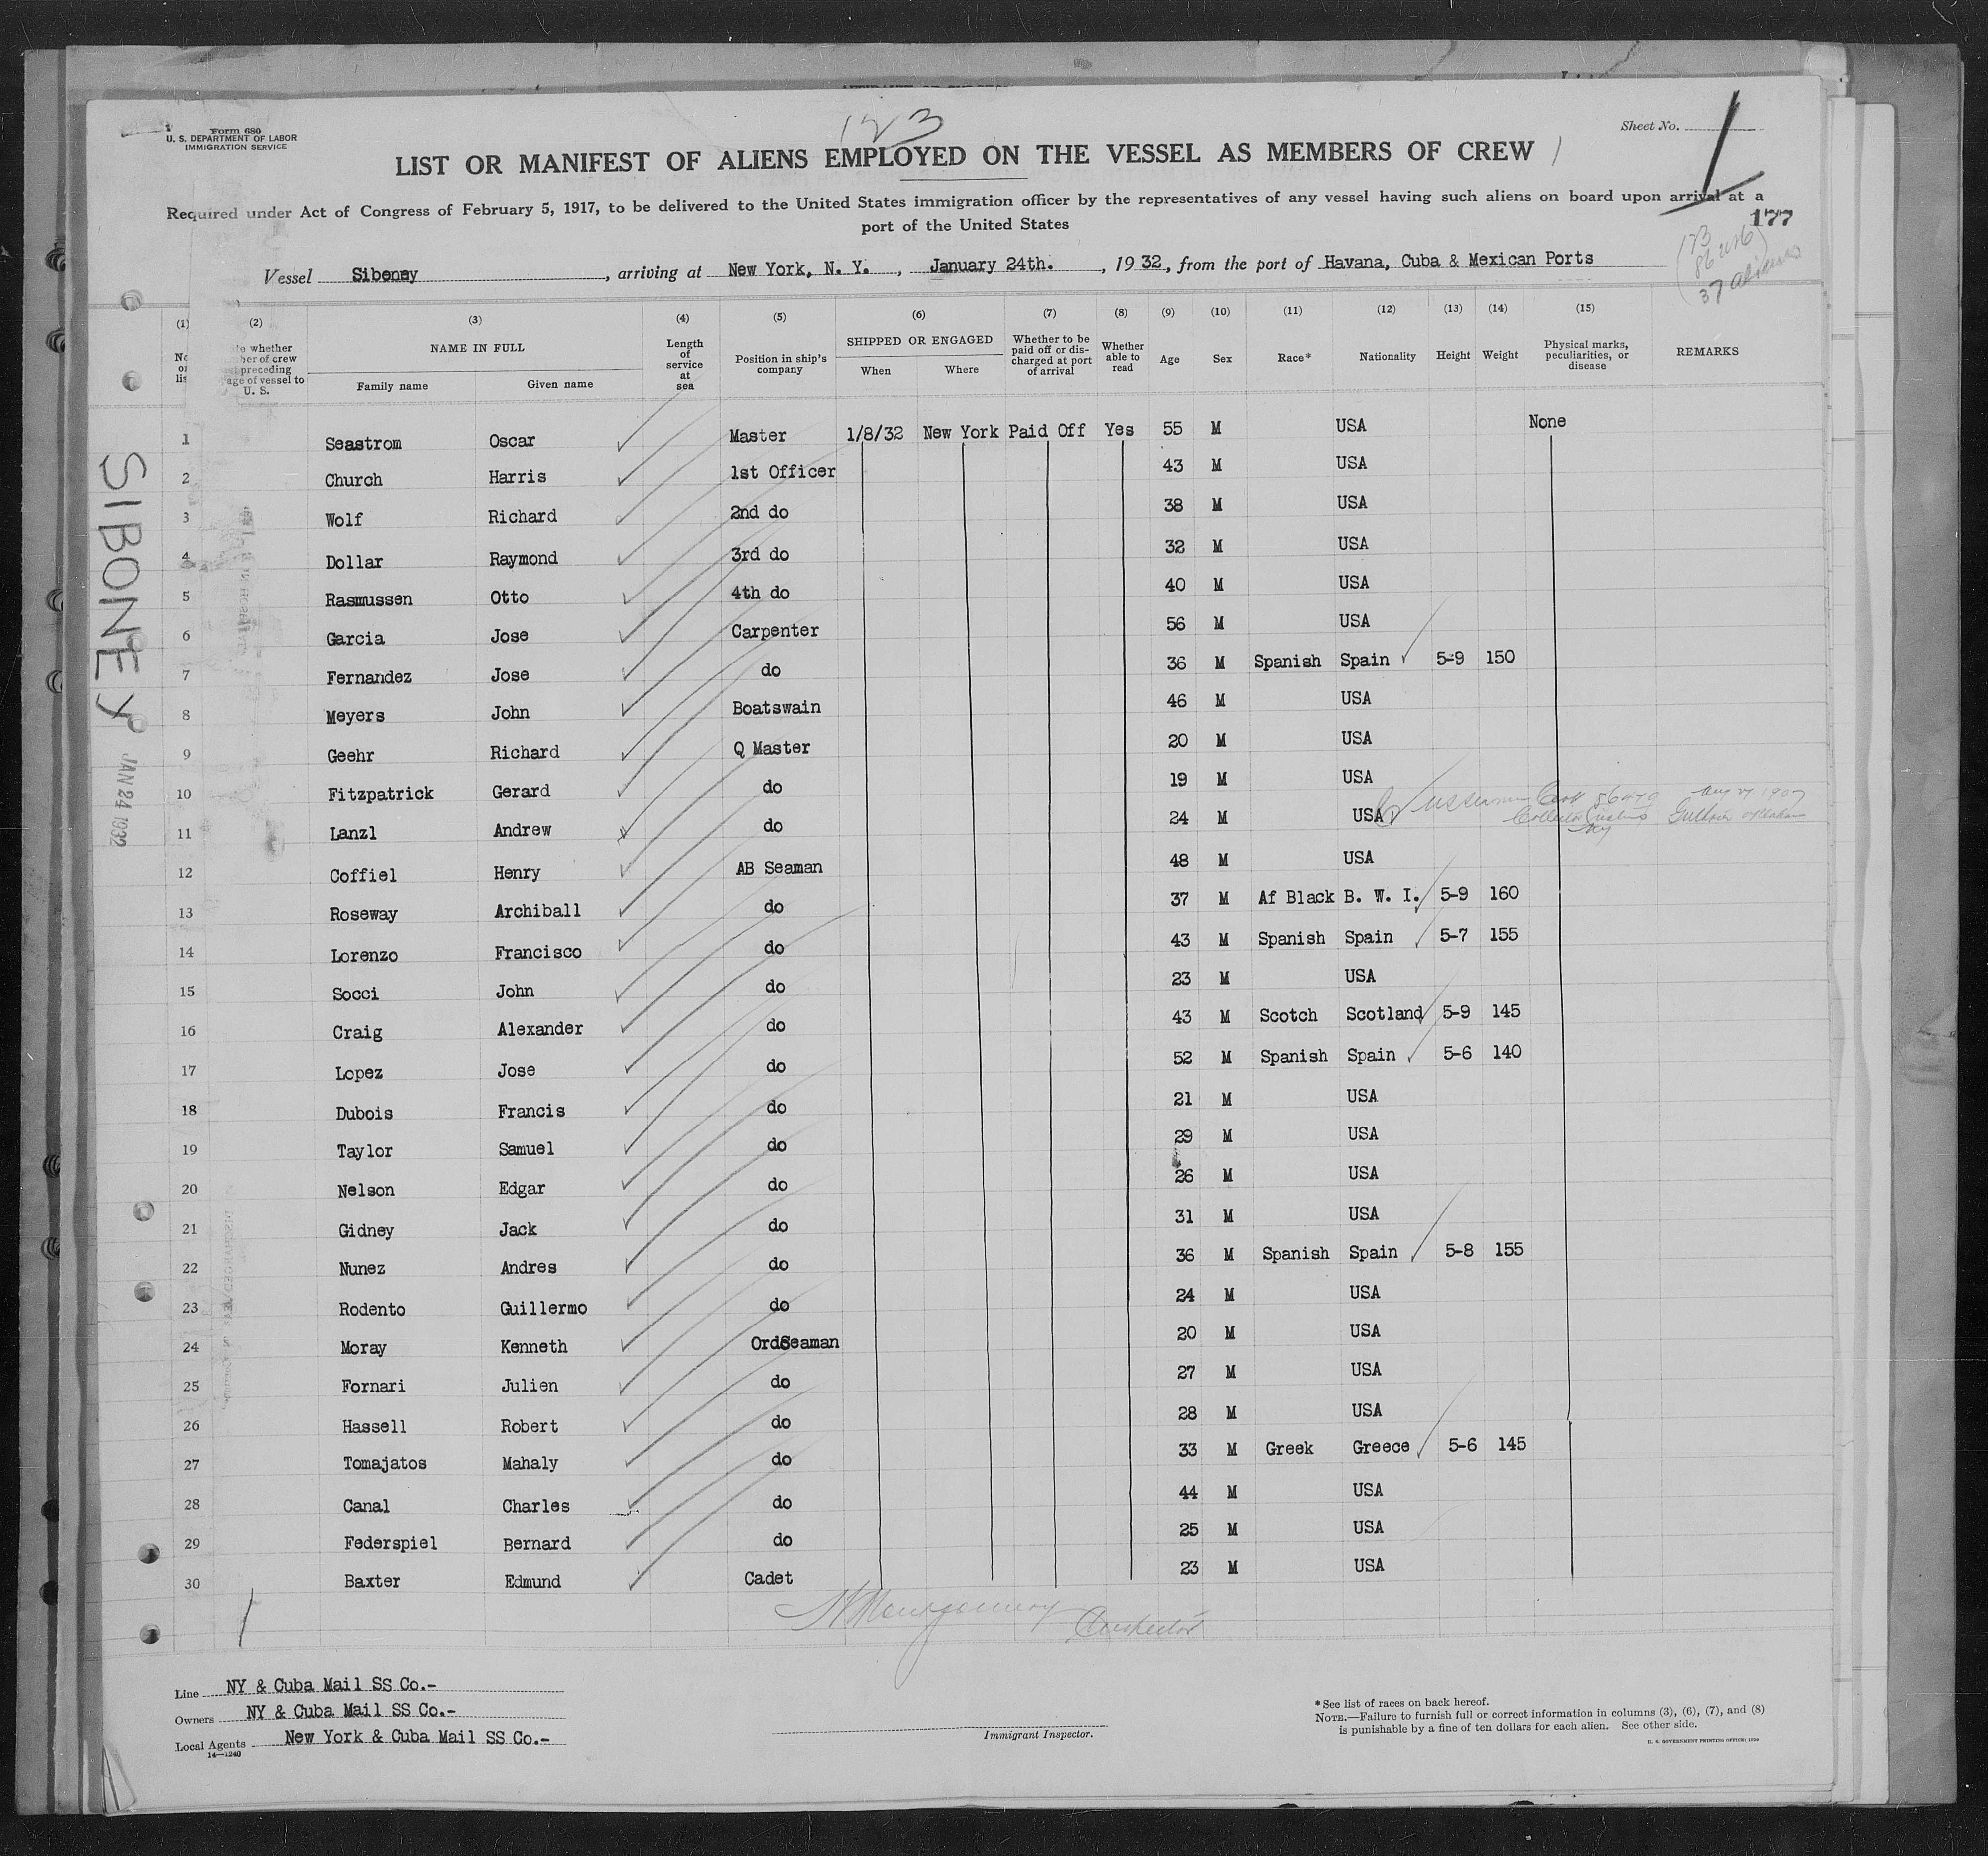 Form 680
U. S. DEPARTMENT OF LABOR
IMMIGRATION SERVICE
123
Sheet No. 1
LIST OR MANIFEST OF ALIENS EMPLOYED ON THE VESSEL AS MEMBERS OF CREW
Required under Act of Congress of February 5, 1917, to be delivered to the United States immigration officer by the representatives of any vessel having such aliens on board upon arrival at a
port of the United States
177
123
86 USC
37 aliens
Vessel Siboney, arriving at New York, N. Y., January 24th., 1932, from the port of Havana, Cuba & Mexican Ports
(1) (2) (3) (4) (5) (6) (7) (8) (9) (10) (11) (12) (13) (14) (15)
whether
of crew
preceding
of vessel to
U. S.
NAME IN FULL
Family name Given name
Length of service at sea
Position in ship's company
SHIPPED OR ENGAGED
When Where
Whether to be paid off or discharged at port of arrival
Whether able to read
Age Sex Race* Nationality Height Weight
Physical marks, peculiarities, or disease
REMARKS
1 Seastrom Oscar Master 1/8/32 New York Paid Off Yes 55 M USA None
2 Church Harris 1st Officer 43 M USA
3 Wolf Richard 2nd do 38 M USA
4 Dollar Raymond 3rd do 32 M USA
5 Rasmussen Otto 4th do 40 M USA
6 Garcia Jose Carpenter 56 M USA
7 Fernandez Jose do 36 M Spanish Spain 5-9 150
8 Meyers John Boatswain 46 M USA
9 Geehr Richard Q Master 20 M USA
10 Fitzpatrick Gerard do 19 M USA
11 Lanzl Andrew do 24 M USA
12 Coffiel Henry AB Seaman 48 M USA
13 Roseway Archiball do 37 M Af Black B. W. I. 5-9 160
14 Lorenzo Francisco do 43 M Spanish Spain 5-7 155
15 Socci John do 23 M USA
16 Craig Alexander do 43 M Scotch Scotland 5-9 145
17 Lopez Jose do 52 M Spanish Spain 5-6 140
18 Dubois Francis do 21 M USA
19 Taylor Samuel do 29 M USA
20 Nelson Edgar do 26 M USA
21 Gidney Jack do 31 M USA
22 Nunez Andres do 36 M Spanish Spain 5-8 155
23 Rodento Guillermo do 24 M USA
24 Moray Kenneth OrdSeaman 20 M USA
25 Fornari Julien do 27 M USA
26 Hassell Robert do 28 M USA
27 Tomajatos Mahaly do 33 M Greek Greece 5-6 145
28 Canal Charles do 44 M USA
29 Federspiel Bernard do 25 M USA
30 Baxter Edmund Cadet 23 M USA
SIBONEY
JAN 24 1932
Montgomery Inspector
Line NY & Cuba Mail SS Co.-
Owners NY & Cuba Mail SS Co.-
Local Agents New York & Cuba Mail SS Co.-
14—1240
Immigrant Inspector.
*See list of races on back hereof.
NOTE.—Failure to furnish full or correct information in columns (3), (6), (7), and (8)
is punishable by a fine of ten dollars for each alien. See other side.
U. S. GOVERNMENT PRINTING OFFICE: 1929